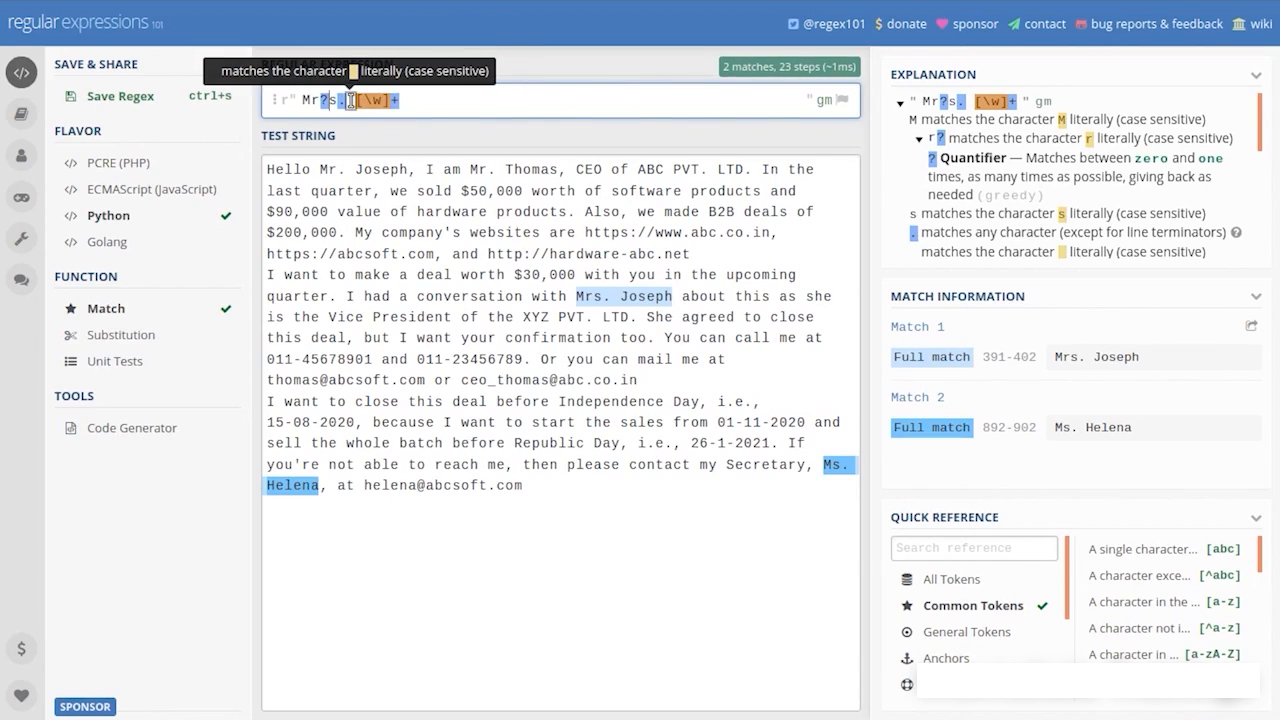 regular expressions 101
@regex101
donate
sponsor
contact
bug reports & feedback
wiki
SAVE & SHARE
Save Regex ctrl+s
FLAVOR
PCRE (PHP)
ECMAScript (JavaScript)
Python
Golang
FUNCTION
Match
Substitution
Unit Tests
TOOLS
Code Generator
SPONSOR
matches the character literally (case sensitive)
2 matches, 23 steps (~1ms)
r" Mr?s. [\w]+ " gm
TEST STRING
Hello Mr. Joseph, I am Mr. Thomas, CEO of ABC PVT. LTD. In the
last quarter, we sold $50,000 worth of software products and
$90,000 value of hardware products. Also, we made B2B deals of
$200,000. My company's websites are https://www.abc.co.in,
https://abcsoft.com, and http://hardware-abc.net
I want to make a deal worth $30,000 with you in the upcoming
quarter. I had a conversation with Mrs. Joseph about this as she
is the Vice President of the XYZ PVT. LTD. She agreed to close
this deal, but I want your confirmation too. You can call me at
011-45678901 and 011-23456789. Or you can mail me at
thomas@abcsoft.com or ceo_thomas@abc.co.in
I want to close this deal before Independence Day, i.e.,
15-08-2020, because I want to start the sales from 01-11-2020 and
sell the whole batch before Republic Day, i.e., 26-1-2021. If
you're not able to reach me, then please contact my Secretary, Ms.
Helena, at helena@abcsoft.com
EXPLANATION
" Mr?s. [\w]+ " gm
M matches the character M literally (case sensitive)
r? matches the character r literally (case sensitive)
? Quantifier — Matches between zero and one
times, as many times as possible, giving back as
needed (greedy)
s matches the character s literally (case sensitive)
. matches any character (except for line terminators)
matches the character literally (case sensitive)
MATCH INFORMATION
Match 1
Full match 391-402 Mrs. Joseph
Match 2
Full match 892-902 Ms. Helena
QUICK REFERENCE
Search reference
All Tokens
Common Tokens
General Tokens
Anchors
A single character... [abc]
A character exce... [^abc]
A character in the ... [a-z]
A character not i... [^a-z]
A character in ... [a-zA-Z]